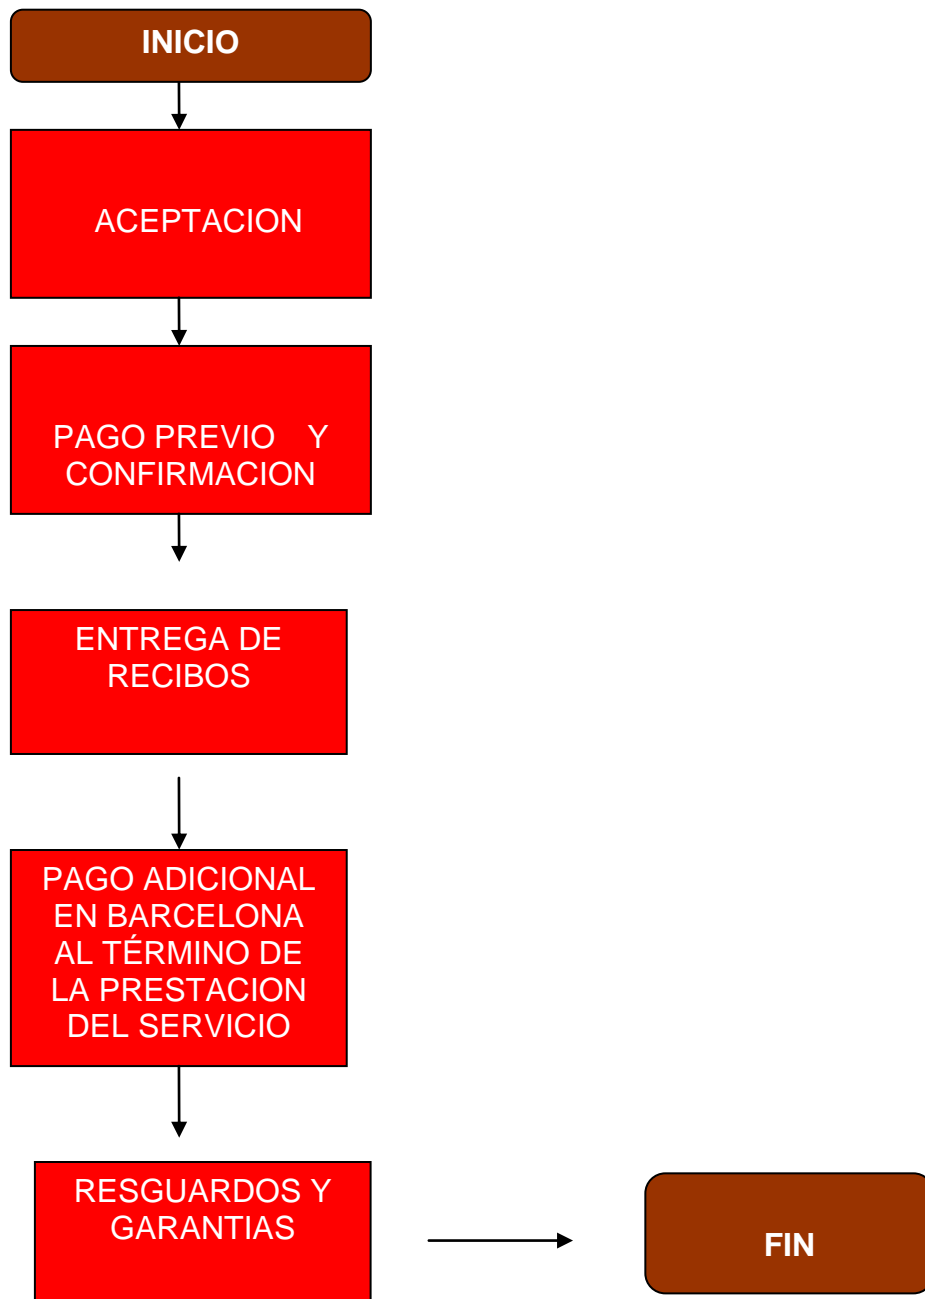 INICIO
ACEPTACION
PAGO PREVIO Y
CONFIRMACION
ENTREGA DE
RECIBOS
PAGO ADICIONAL
EN BARCELONA
AL TÉRMINO DE
LA PRESTACION
DEL SERVICIO
RESGUARDOS Y
GARANTIAS
FIN